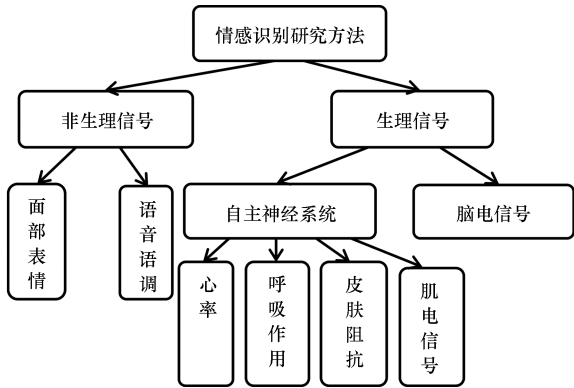 情感识别研究方法
非生理信号
生理信号
面部表情
语音语调
自主神经系统
脑电信号
心率
呼吸作用
皮肤阻抗
肌电信号